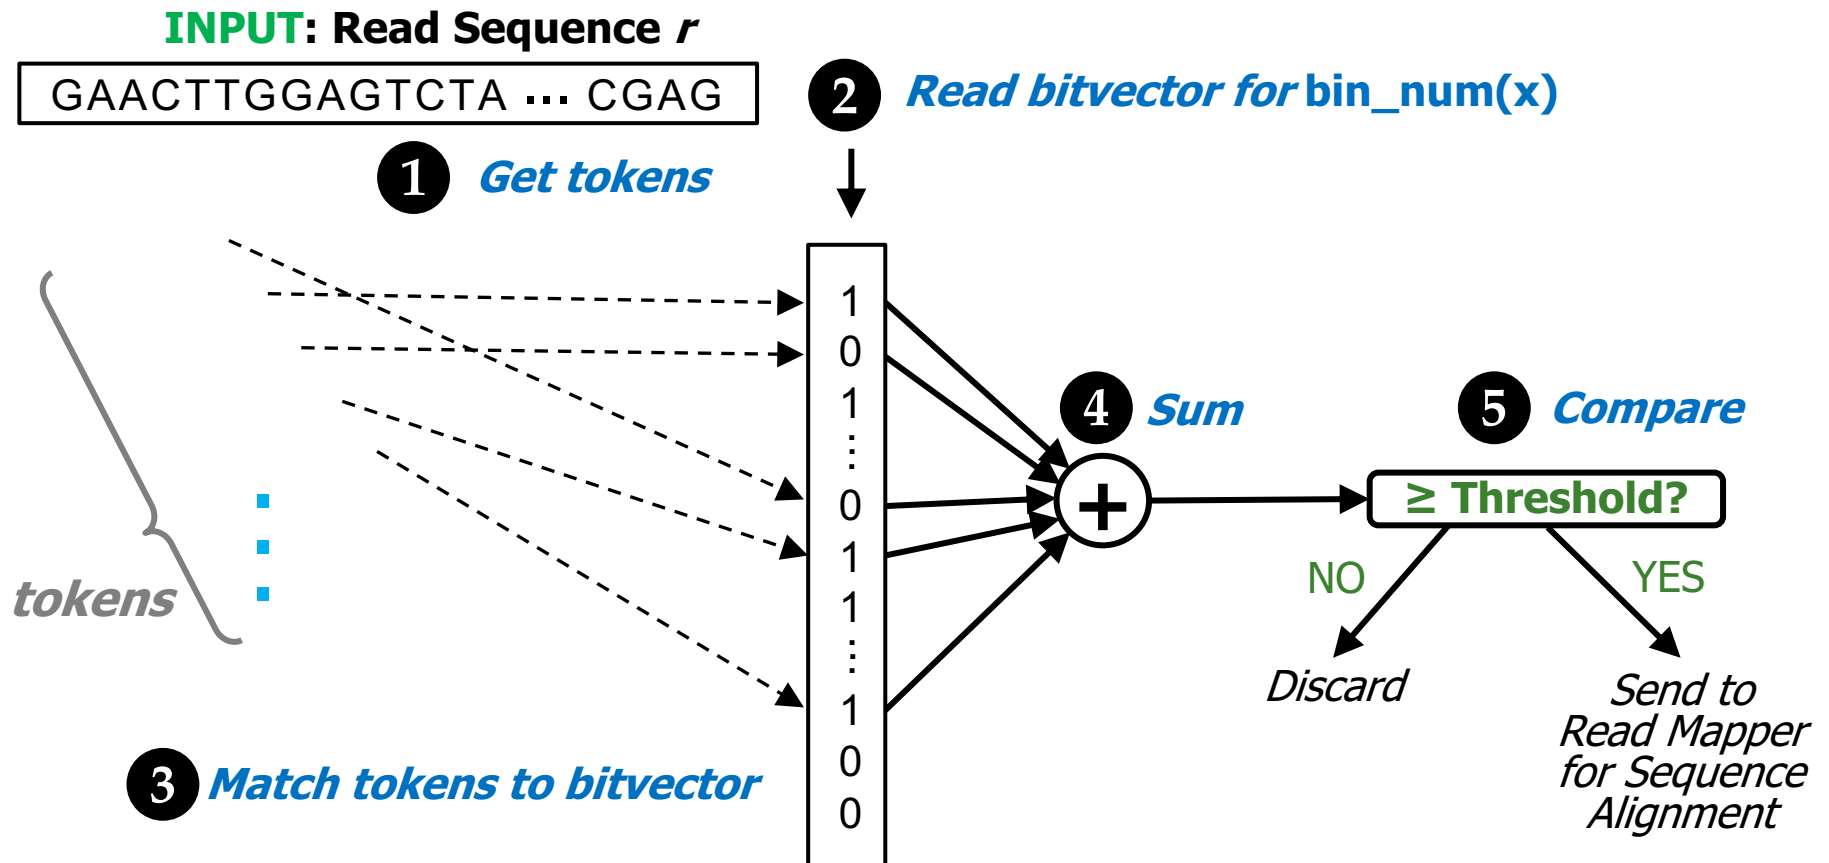 INPUT: Read Sequence r
GAACTTGGAGTCTA ... CGAG
2 Read bitvector for bin_num(x)
1 Get tokens
1
0
1
⋮
0
1
1
⋮
1
0
0
tokens
3 Match tokens to bitvector
4 Sum
+
5 Compare
≥ Threshold?
NO
YES
Discard
Send to
Read Mapper
for Sequence
Alignment